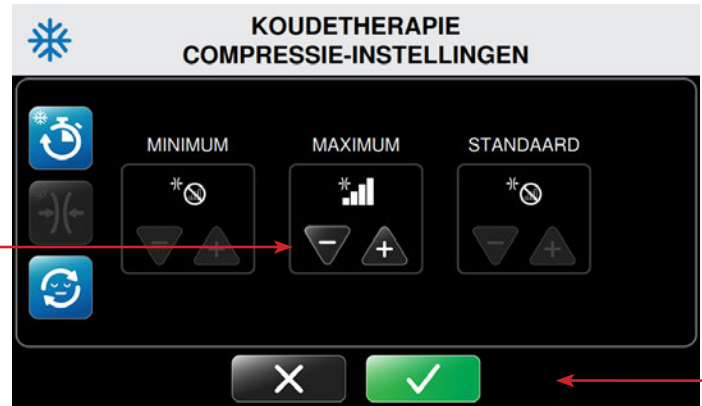 KOUDETHERAPIE
COMPRESSIE-INSTELLINGEN
MINIMUM MAXIMUM STANDAARD